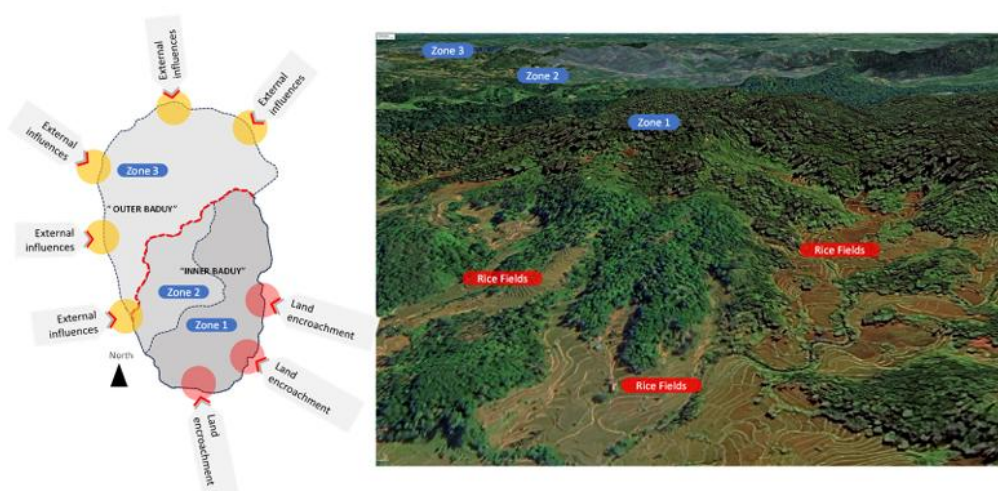 External
influences
External
influences
External
influences
Zone 3
" OUTER BADUY"
External
influences
"INNER BADUY"
Zone 2
Zone 1
External
influences
North
Land
encroachment
Land
encroachment
Land
encroachment
Zone 3
Zone 2
Zone 1
Rice Fields
Rice Fields
Rice Fields